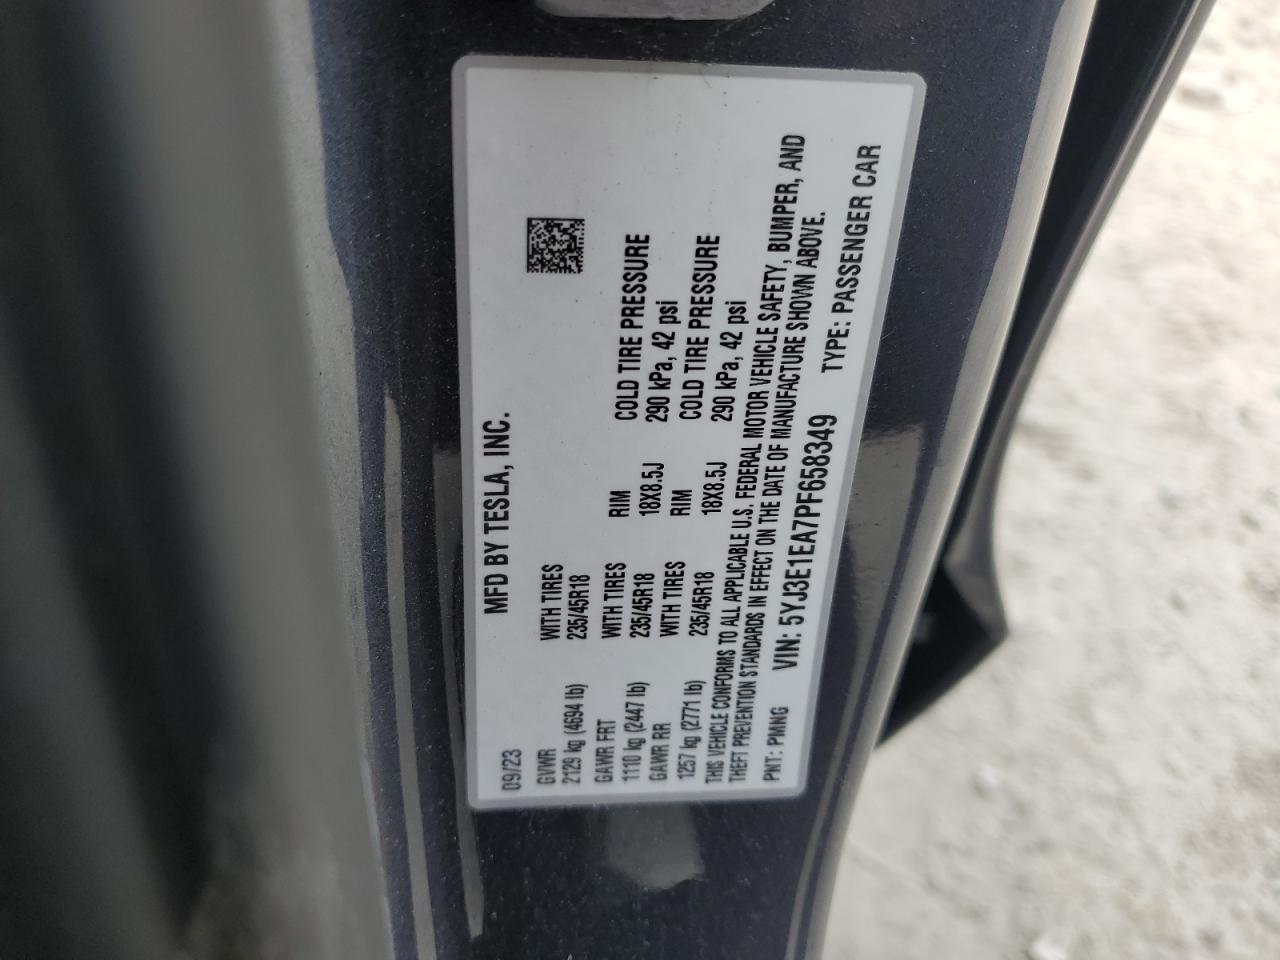 MFD BY TESLA, INC.
09/23
GVWR WITH TIRES
2129 kg (4694 lb) 235/45R18
GAWR FRT WITH TIRES RIM COLD TIRE PRESSURE
1110 kg (2447 lb) 235/45R18 18X8.5J 290 kPa, 42 psi
GAWR RR WITH TIRES RIM COLD TIRE PRESSURE
1257 kg (2771 lb) 235/45R18 18X8.5J 290 kPa, 42 psi
THIS VEHICLE CONFORMS TO ALL APPLICABLE U.S. FEDERAL MOTOR VEHICLE SAFETY, BUMPER, AND
THEFT PREVENTION STANDARDS IN EFFECT ON THE DATE OF MANUFACTURE SHOWN ABOVE.
PNT: PMNG VIN: 5YJ3E1EA7PF658349 TYPE: PASSENGER CAR